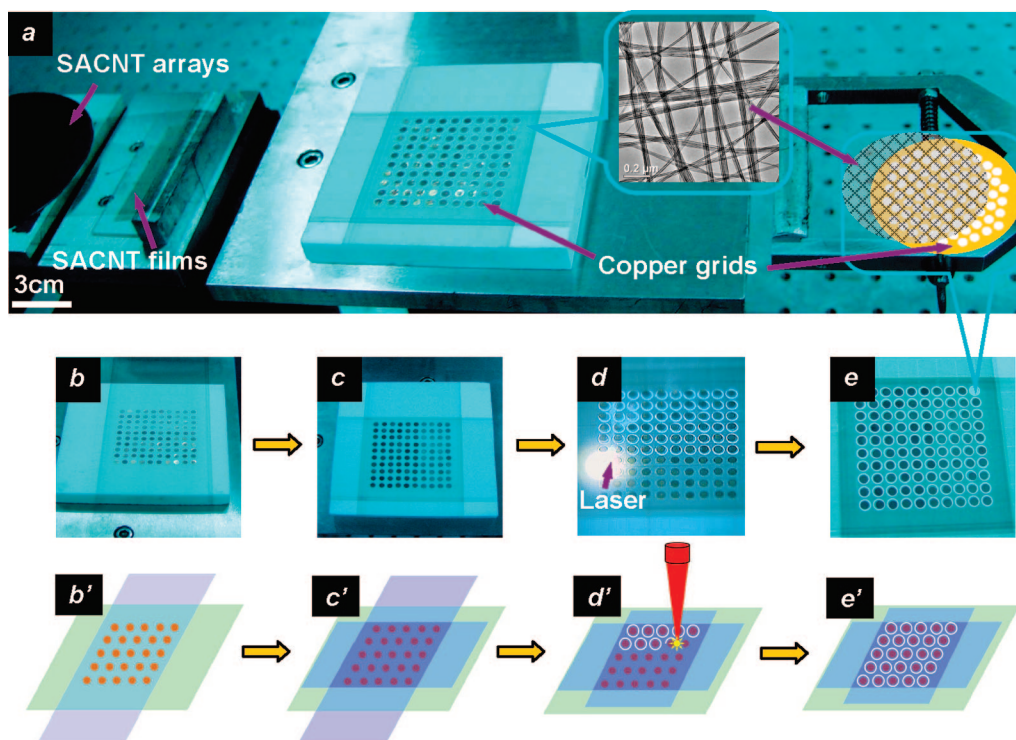 a
SACNT arrays
0.2 μm
SACNT films
Copper grids
3cm
b
c
d
e
Laser
b'
c'
d'
e'